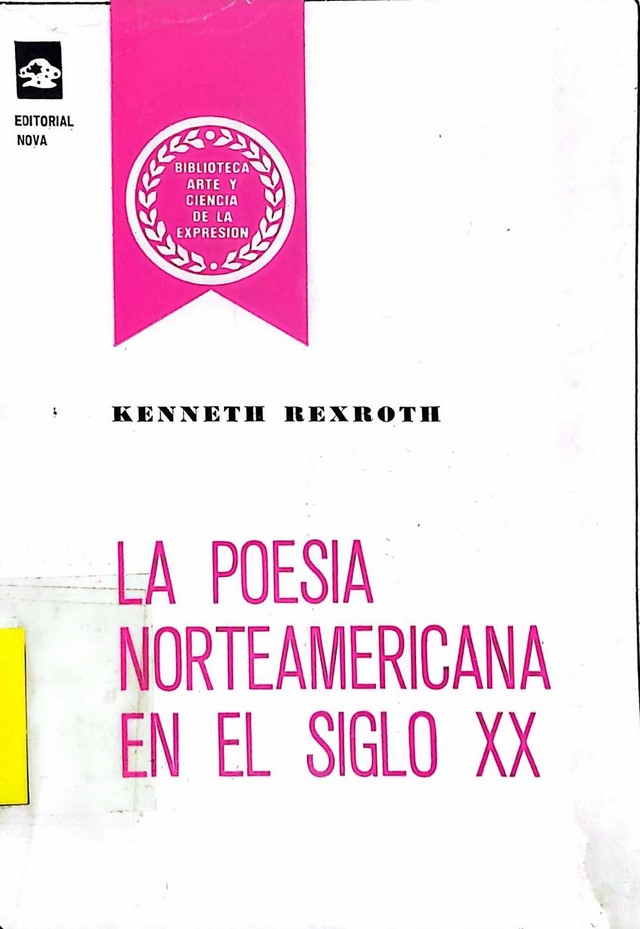 EDITORIAL
NOVA
BIBLIOTECA
ARTE Y
CIENCIA
DE LA
EXPRESION
KENNETH REXROTH
LA POESIA
NORTEAMERICANA
EN EL SIGLO XX